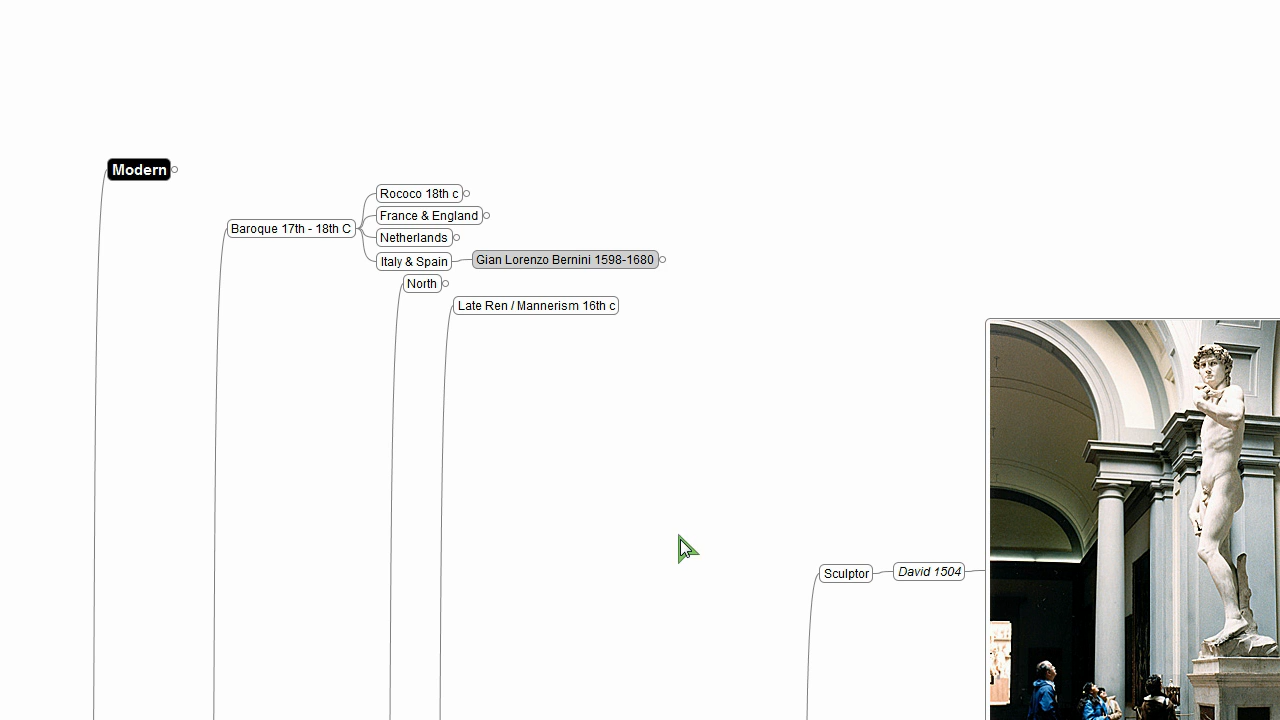 Modern
Rococo 18th c
France & England
Baroque 17th - 18th C
Netherlands
Italy & Spain
Gian Lorenzo Bernini 1598-1680
North
Late Ren / Mannerism 16th c
Sculptor
David 1504